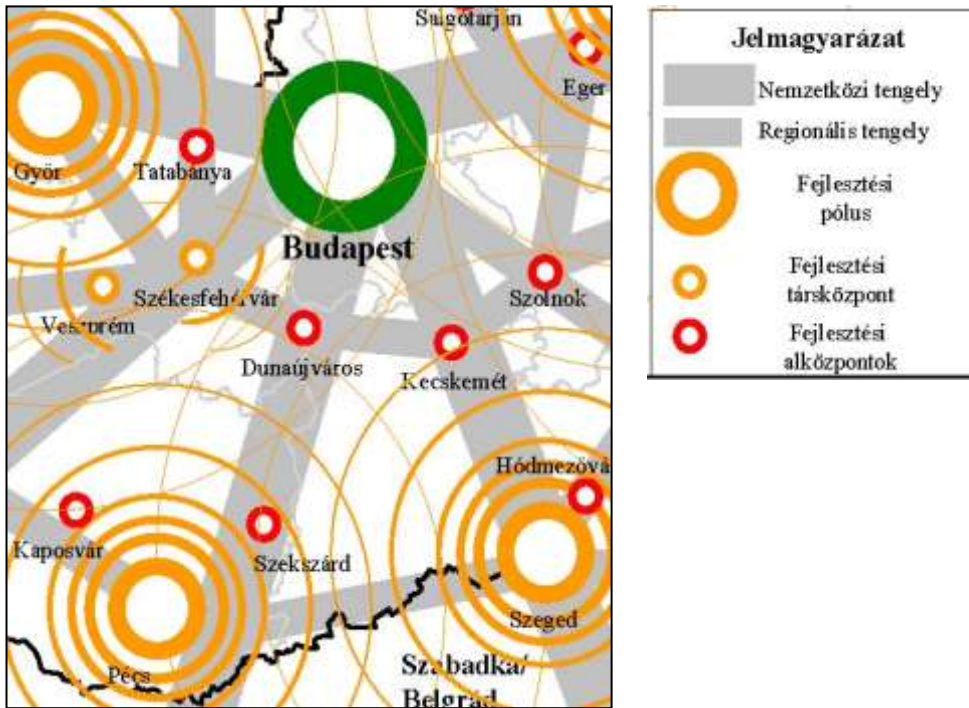 Salgótarján
Eger
Győr
Tatabánya
Budapest
Székesfehérvár
Szolnok
Veszprém
Dunaújváros
Kecskemét
Hódmezővá
Kaposvár
Szekszárd
Szeged
Pécs
Szabadka/
Belgrád
Jelmagyarázat
Nemzetközi tengely
Regionális tengely
Fejlesztési
pólus
Fejlesztési
társközpont
Fejlesztési
alközpontok